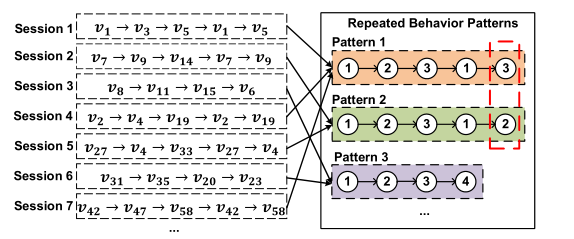 Session 1 v₁ → v₃ → v₅ → v₁ → v₅
Session 2 v₇ → v₉ → v₁₄ → v₇ → v₉
Session 3 v₈ → v₁₁ → v₁₅ → v₆
Session 4 v₂ → v₄ → v₁₉ → v₂ → v₁₉
Session 5 v₂₇ → v₄ → v₃₃ → v₂₇ → v₄
Session 6 v₃₁ → v₃₅ → v₂₀ → v₂₃
Session 7 v₄₂ → v₄₇ → v₅₈ → v₄₂ → v₅₈
...
Repeated Behavior Patterns
Pattern 1
1 2 3 1 3
Pattern 2
1 2 3 1 2
Pattern 3
1 2 3 4
...